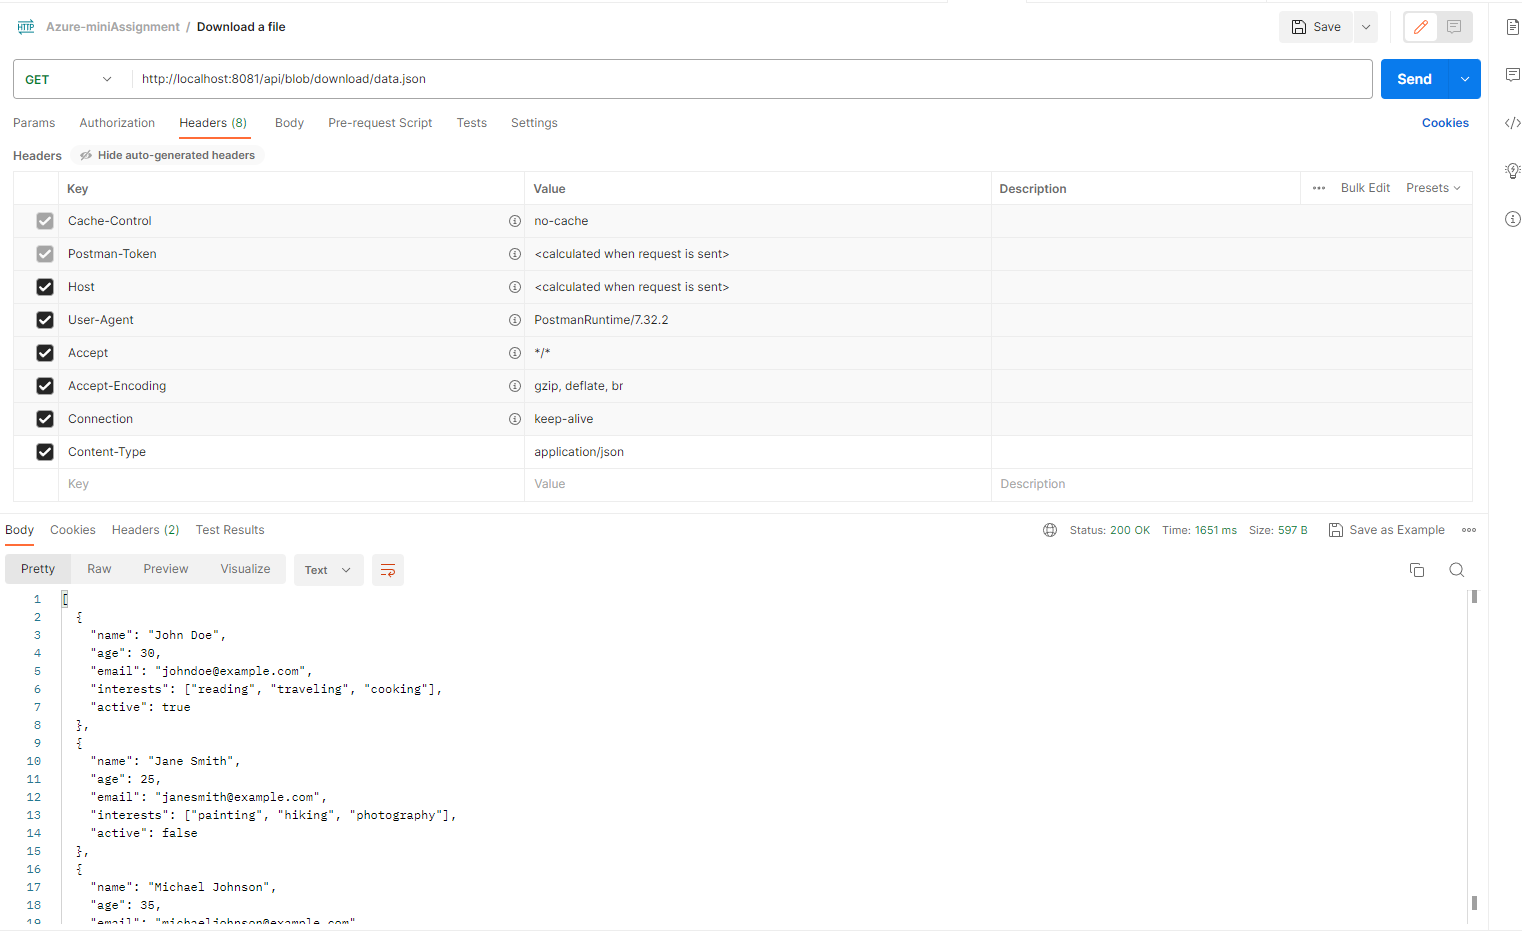 HTTP Azure-miniAssignment / Download a file Save
GET http://localhost:8081/api/blob/download/data.json Send
Params Authorization Headers (8) Body Pre-request Script Tests Settings Cookies
Headers Hide auto-generated headers
Key Value Description Bulk Edit Presets
Cache-Control no-cache
Postman-Token <calculated when request is sent>
Host <calculated when request is sent>
User-Agent PostmanRuntime/7.32.2
Accept */*
Accept-Encoding gzip, deflate, br
Connection keep-alive
Content-Type application/json
Key Value Description
Body Cookies Headers (2) Test Results Status: 200 OK Time: 1651 ms Size: 597 B Save as Example
Pretty Raw Preview Visualize Text
1 [
2 {
3 "name": "John Doe",
4 "age": 30,
5 "email": "johndoe@example.com",
6 "interests": ["reading", "traveling", "cooking"],
7 "active": true
8 },
9 {
10 "name": "Jane Smith",
11 "age": 25,
12 "email": "janesmith@example.com",
13 "interests": ["painting", "hiking", "photography"],
14 "active": false
15 },
16 {
17 "name": "Michael Johnson",
18 "age": 35,
19 "email": "michaeljohnson@example.com"